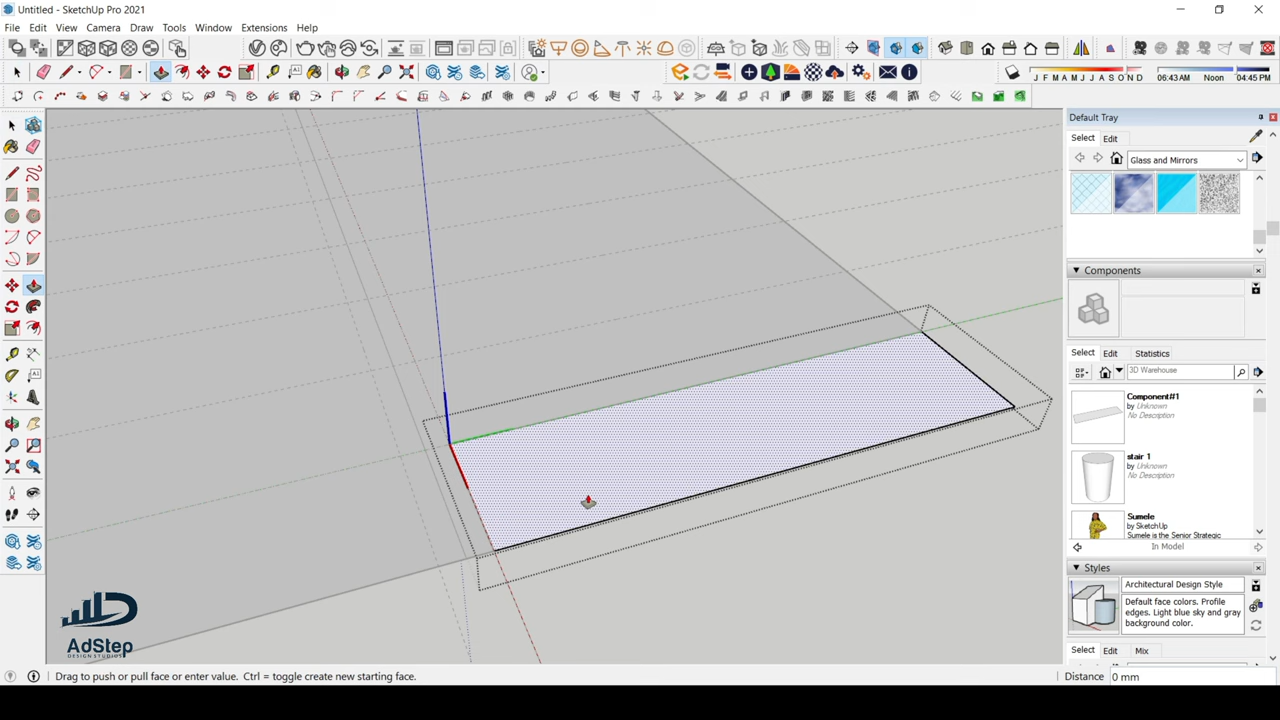 Untitled - SketchUp Pro 2021
File Edit View Camera Draw Tools Window Extensions Help
J F M A M J J A S O N D 06:43 AM Noon 04:45 PM
Default Tray
Select Edit
Glass and Mirrors
Components
Select Edit Statistics
3D Warehouse
Component#1
by Unknown
No Description
stair 1
by Unknown
No Description
Sumele
by SketchUp
Sumele is the Senior Strategic
In Model
Styles
Architectural Design Style
Default face colors. Profile
edges. Light blue sky and gray
background color.
Select Edit Mix
AdStep
DESIGN STUDIOS
Drag to push or pull face or enter value. Ctrl = toggle create new starting face.
Distance 0 mm